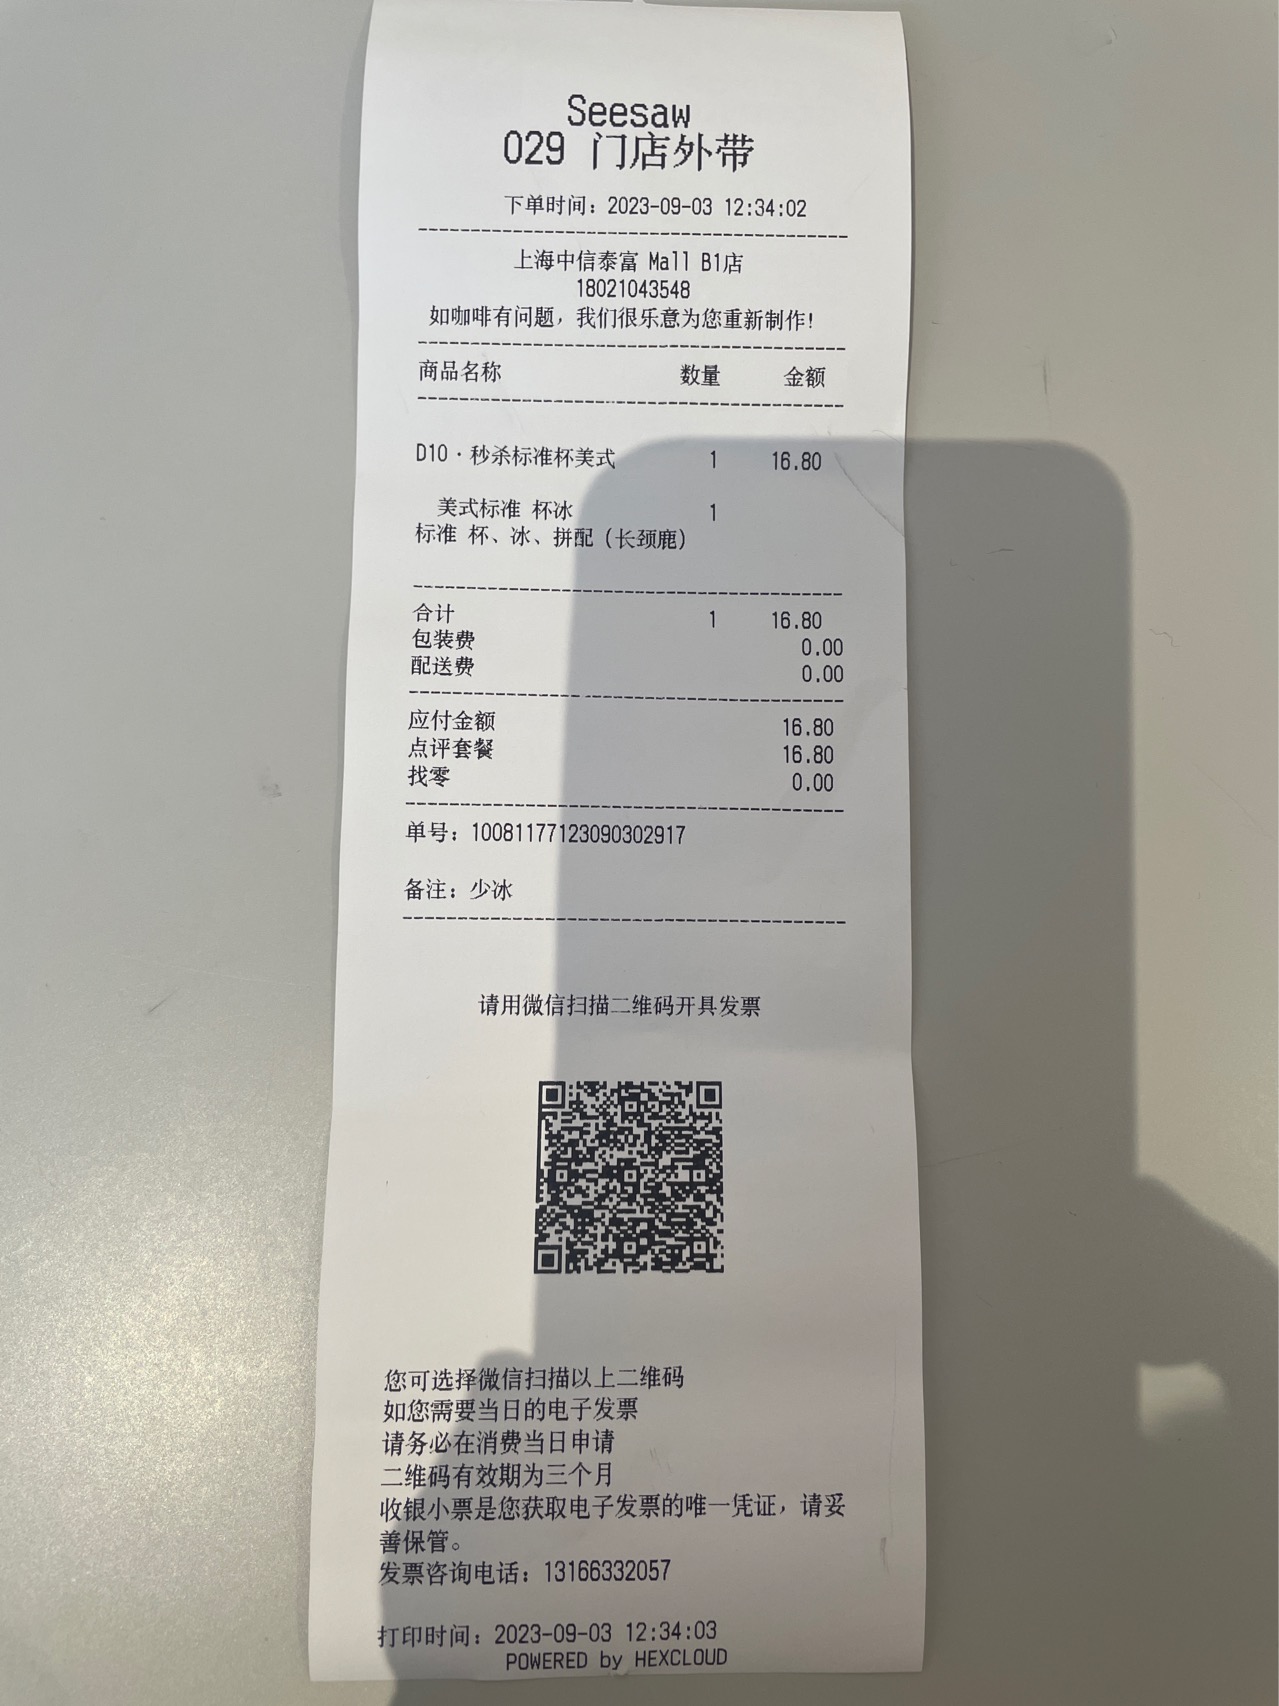 Seesaw
029 门店外带
下单时间：2023-09-03 12:34:02
上海中信泰富 Mall B1店
18021043548
如咖啡有问题，我们很乐意为您重新制作！
商品名称 数量 金额
D10·秒杀标准杯美式 1 16.80
美式标准 杯冰 1
标准 杯、冰、拼配（长颈鹿）
合计 1 16.80
包装费 0.00
配送费 0.00
应付金额 16.80
点评套餐 16.80
找零 0.00
单号：10081177123090302917
备注：少冰
请用微信扫描二维码开具发票
您可选择微信扫描以上二维码
如您需要当日的电子发票
请务必在消费当日申请
二维码有效期为三个月
收银小票是您获取电子发票的唯一凭证，请妥
善保管。
发票咨询电话：13166332057
打印时间：2023-09-03 12:34:03
POWERED by HEXCLOUD